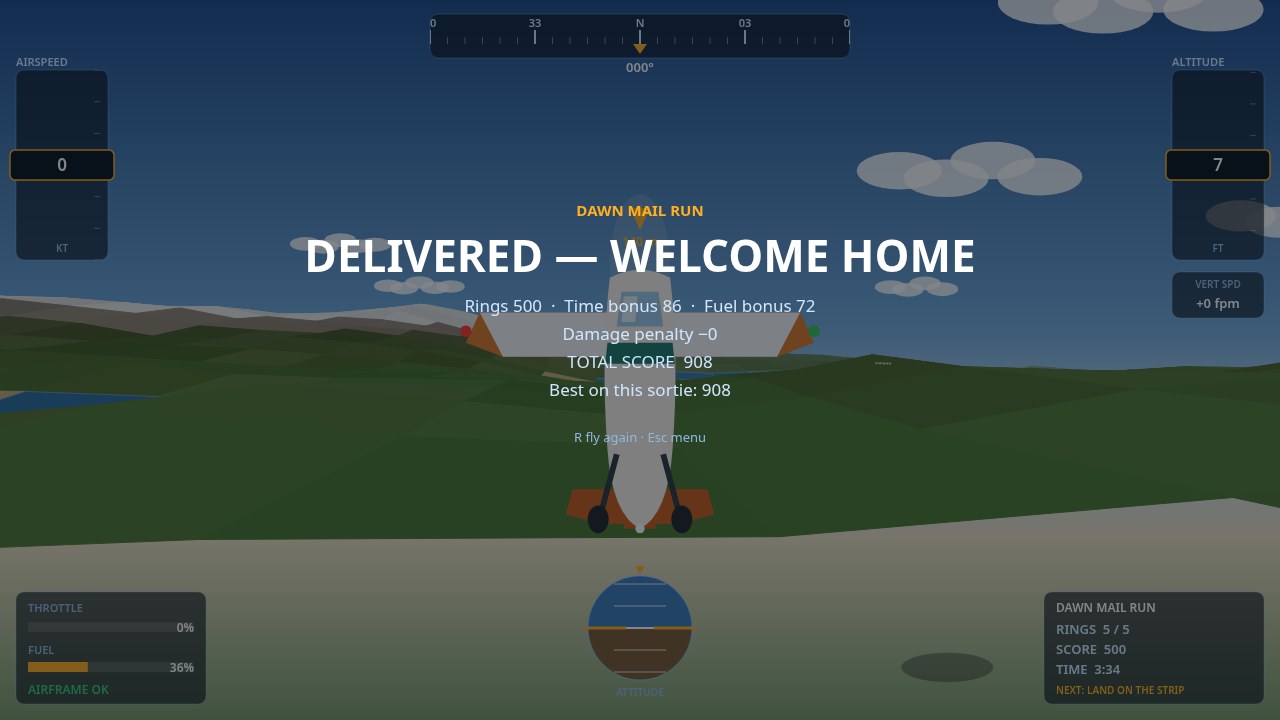 0 33 N 03 0
000°
AIRSPEED
0
KT
ALTITUDE
7
FT
VERT SPD
+0 fpm
DAWN MAIL RUN
DELIVERED — WELCOME HOME
Rings 500 · Time bonus 86 · Fuel bonus 72
Damage penalty −0
TOTAL SCORE 908
Best on this sortie: 908
R fly again · Esc menu
THROTTLE
0%
FUEL
36%
AIRFRAME OK
ATTITUDE
DAWN MAIL RUN
RINGS 5 / 5
SCORE 500
TIME 3:34
NEXT: LAND ON THE STRIP